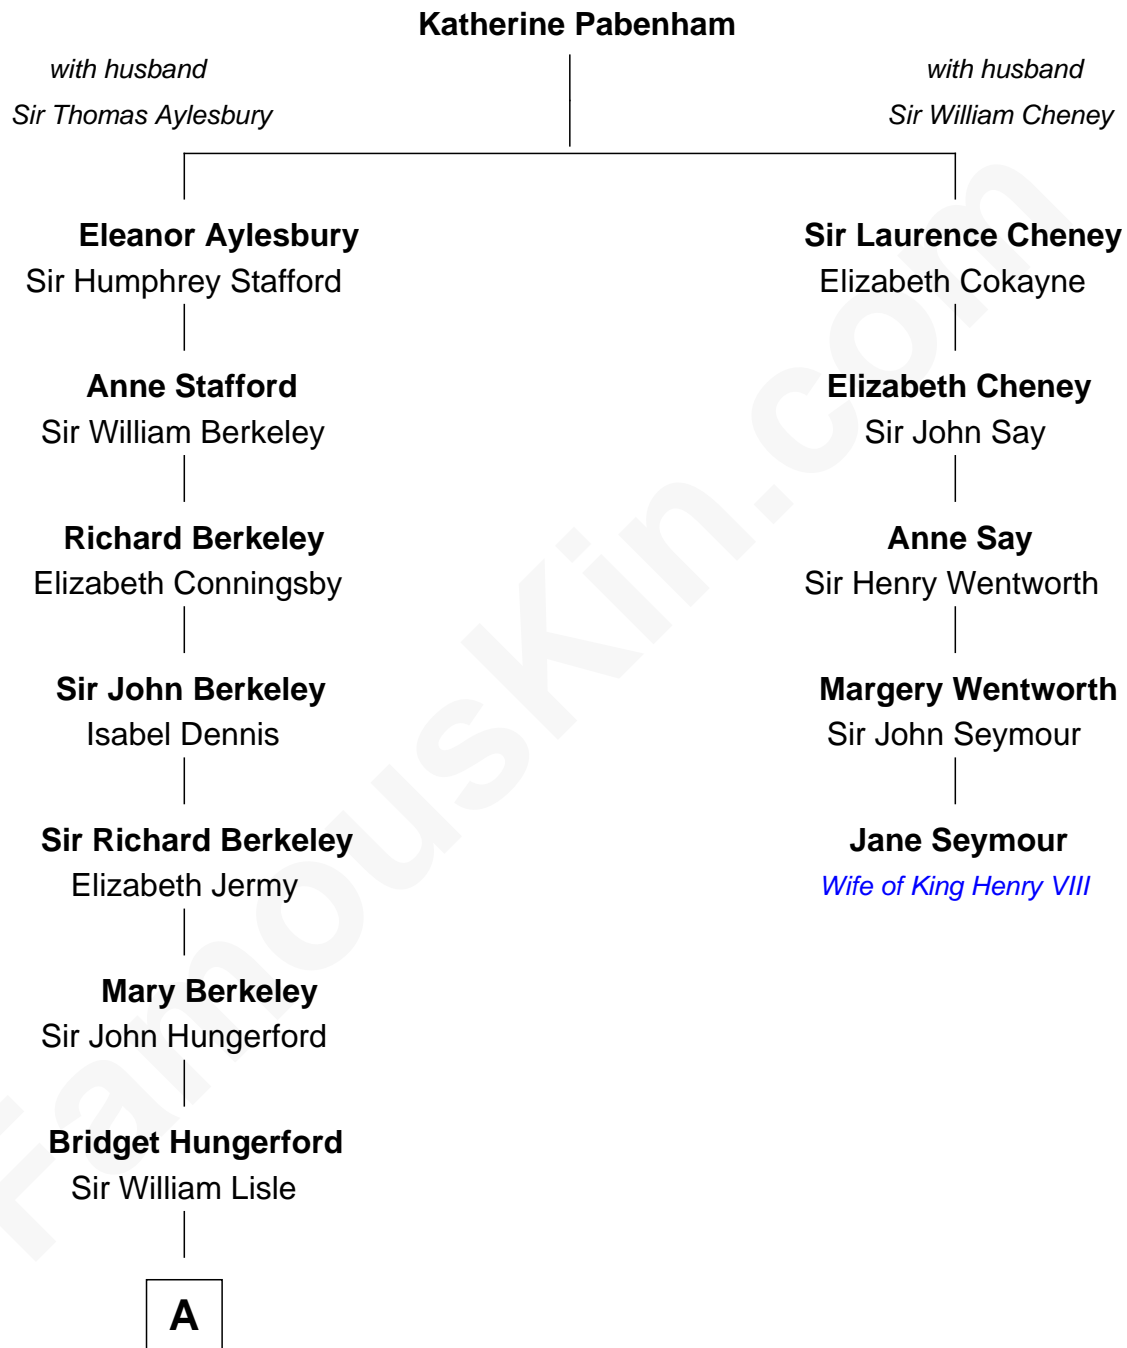 Katherine Pabenham
with husband
Sir Thomas Aylesbury
with husband
Sir William Cheney
Eleanor Aylesbury
Sir Humphrey Stafford
Anne Stafford
Sir William Berkeley
Richard Berkeley
Elizabeth Conningsby
Sir John Berkeley
Isabel Dennis
Sir Richard Berkeley
Elizabeth Jermy
Mary Berkeley
Sir John Hungerford
Bridget Hungerford
Sir William Lisle
A
Sir Laurence Cheney
Elizabeth Cokayne
Elizabeth Cheney
Sir John Say
Anne Say
Sir Henry Wentworth
Margery Wentworth
Sir John Seymour
Jane Seymour
Wife of King Henry VIII
FamousKin.com